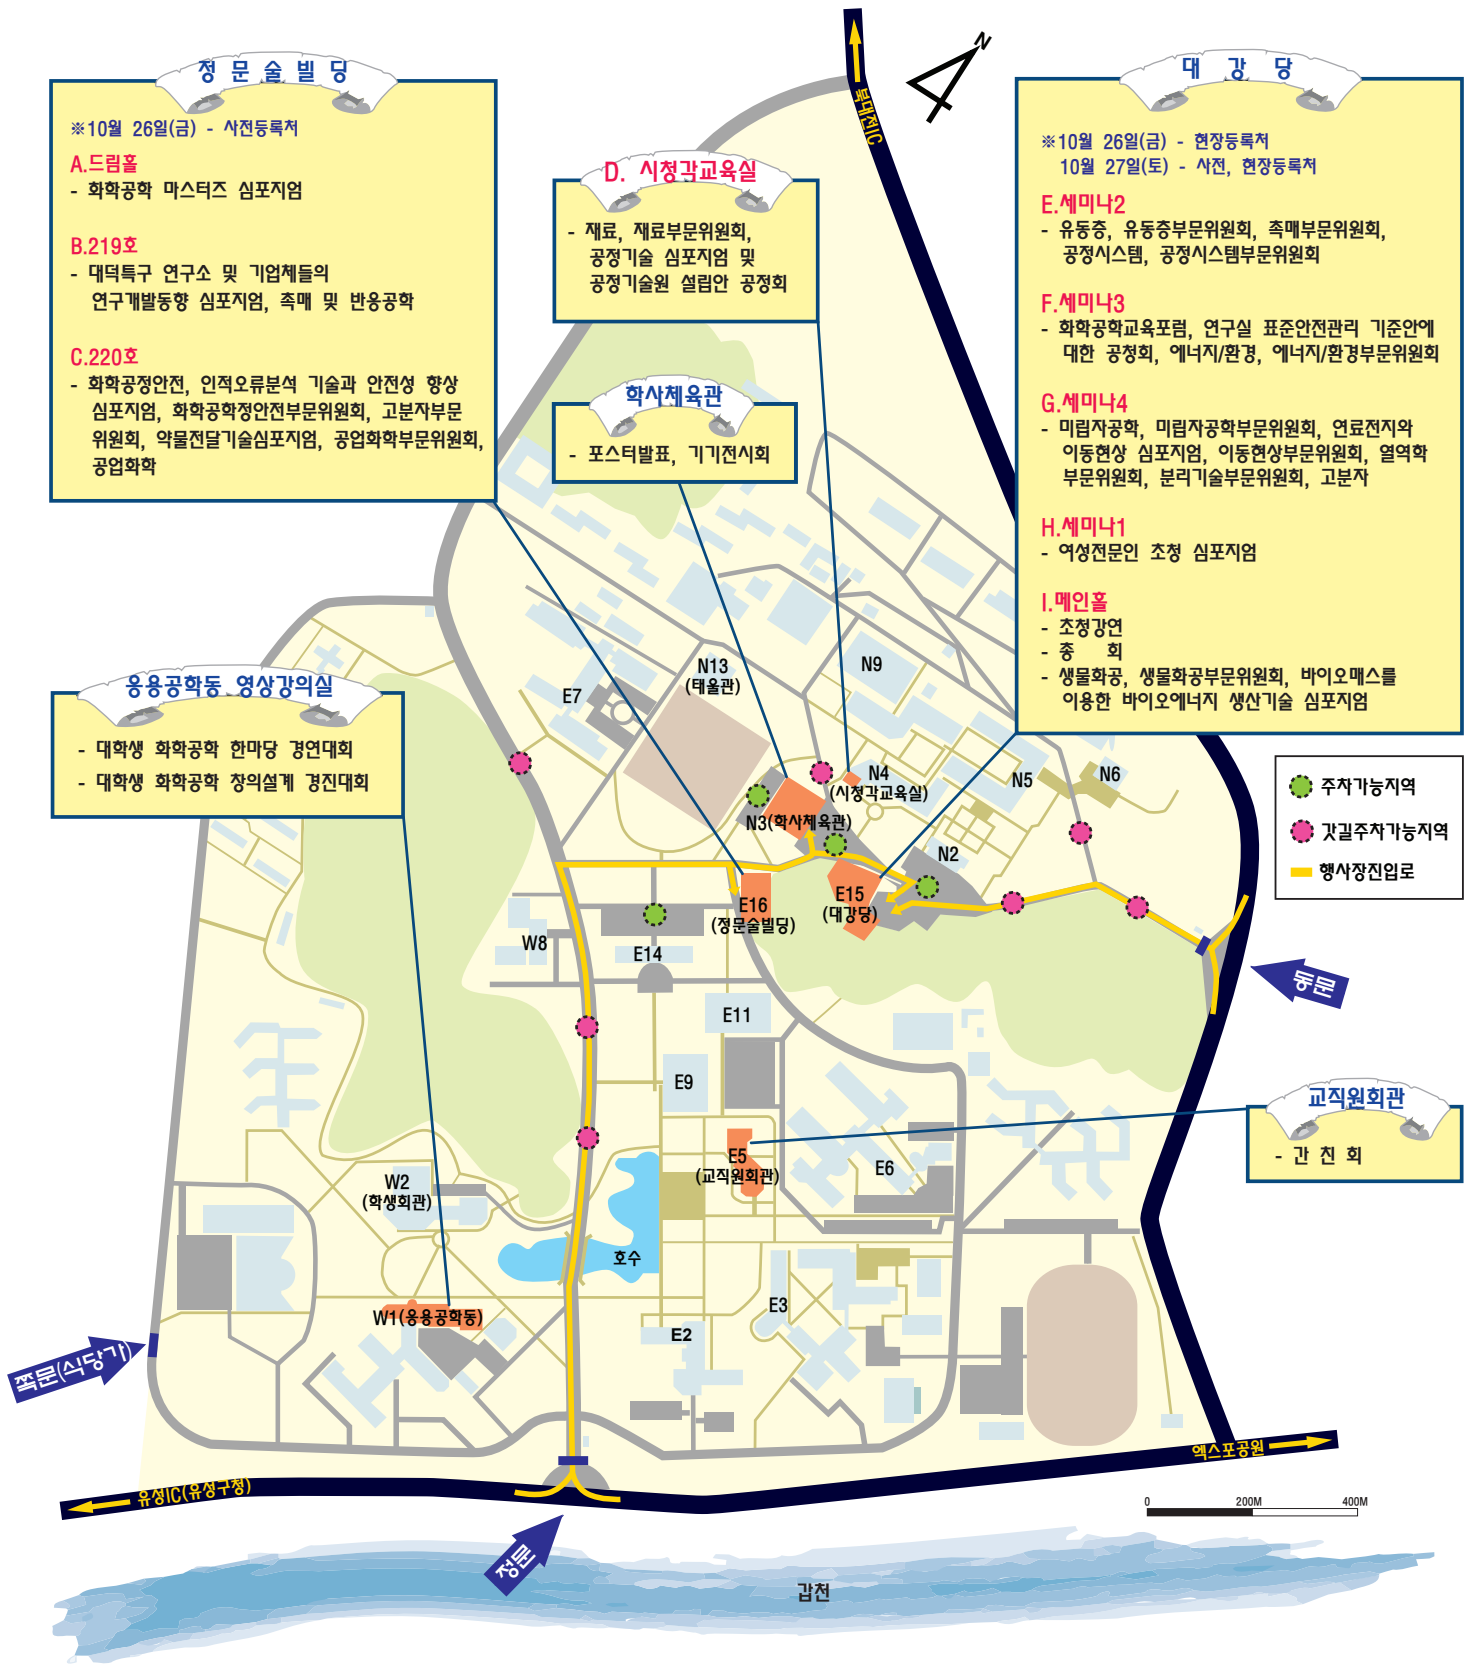 정 문 술 빌 딩
※10월 26일(금) - 사전등록처
A.드림홀
- 화학공학 마스터즈 심포지엄
B.219호
- 대덕특구 연구소 및 기업체들의
연구개발동향 심포지엄, 촉매 및 반응공학
C.220호
- 화학공정안전, 인적오류분석 기술과 안전성 향상
심포지엄, 화학공학정안전부문위원회, 고분자부문
위원회, 약물전달기술심포지엄, 공업화학부문위원회,
공업화학
D. 시청각교육실
- 재료, 재료부문위원회,
공정기술 심포지엄 및
공정기술원 설립안 공청회
학사체육관
- 포스터발표, 기기전시회
대 강 당
※10월 26일(금) - 현장등록처
10월 27일(토) - 사전, 현장등록처
E.세미나2
- 유동층, 유동층부문위원회, 촉매부문위원회,
공정시스템, 공정시스템부문위원회
F.세미나3
- 화학공학교육포럼, 연구실 표준안전관리 기준안에
대한 공청회, 에너지/환경, 에너지/환경부문위원회
G.세미나4
- 미립자공학, 미립자공학부문위원회, 연료전지와
이동현상 심포지엄, 이동현상부문위원회, 열역학
부문위원회, 분리기술부문위원회, 고분자
H.세미나1
- 여성전문인 초청 심포지엄
I.메인홀
- 초청강연
- 총 회
- 생물화공, 생물화공부문위원회, 바이오매스를
이용한 바이오에너지 생산기술 심포지엄
응용공학동 영상강의실
- 대학생 화학공학 한마당 경연대회
- 대학생 화학공학 창의설계 경진대회
교직원회관
- 간 친 회
주차가능지역
갓길주차가능지역
행사장진입로
N
북대전IC
N13
(태울관)
N9
E7
N4
(시청각교육실)
N5
N6
N3(학사체육관)
N2
E16
(정문술빌딩)
E15
(대강당)
W8
E14
E11
동문
E9
E5
(교직원회관)
E6
W2
(학생회관)
호수
W1(응용공학동)
E3
E2
쪽문(식당가)
엑스포공원
유성IC(유성구청)
0 200M 400M
정문
갑천